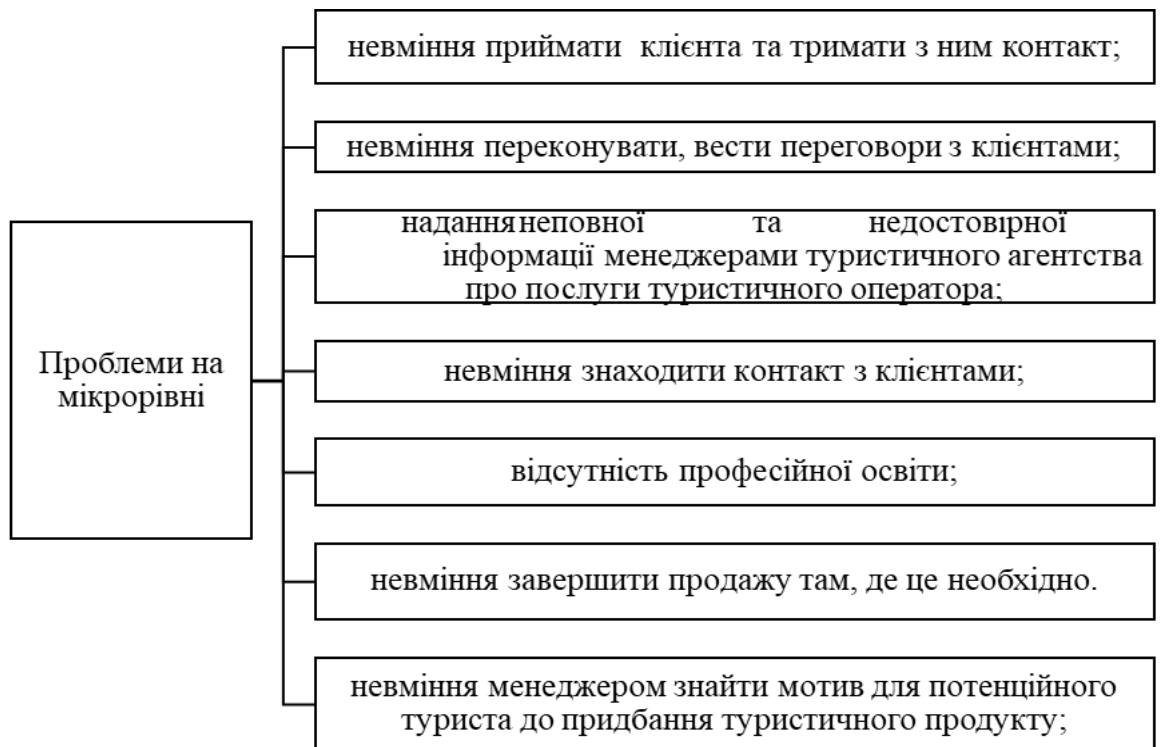 невміння приймати клієнта та тримати з ним контакт;
невміння переконувати, вести переговори з клієнтами;
надання неповної та недостовірної
інформації менеджерами туристичного агентства
про послуги туристичного оператора;
Проблеми на
мікрорівні
невміння знаходити контакт з клієнтами;
відсутність професійної освіти;
невміння завершити продажу там, де це необхідно.
невміння менеджером знайти мотив для потенційного
туриста до придбання туристичного продукту;